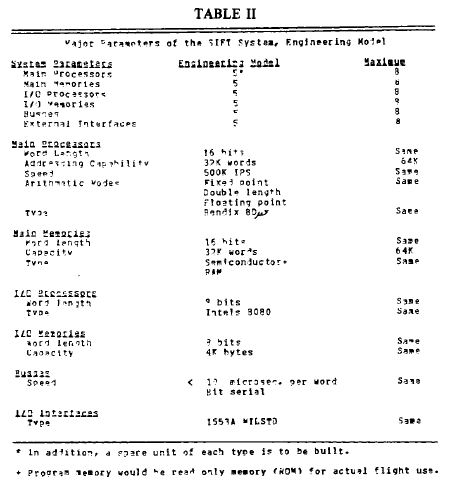 TABLE II
Major Parameters of the SIFT System, Engineering Model
System Parameters Engineering Model Maximum
Main Processors 5* 8
Main Memories 5 8
I/O Processors 5 8
I/O Memories 5 8
Busses 5 8
External Interfaces 5 8
Main Processors
Word Length 16 bits Same
Addressing Capability 32K words 64K
Speed 500K IPS Same
Arithmetic Modes Fixed point Same
Double length
Floating point
Type Bendix BDμX Same
Main Memories
Word length 16 bits Same
Capacity 32K words 64K
Type Semiconductor+ Same
RAM
I/O Processors
Word length 8 bits Same
Type Intels 8080 Same
I/O Memories
Word length 8 bits Same
Capacity 4K bytes Same
Busses
Speed < 10 microsec. per word Same
Bit serial
I/O Interfaces
Type 1553A MILSTD Same
* In addition, a spare unit of each type is to be built.
+ Program memory would be read only memory (ROM) for actual flight use.